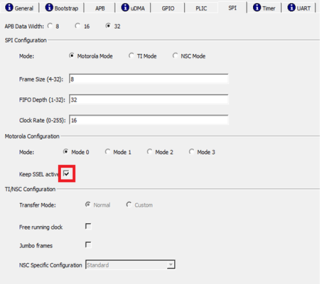 General Bootstrap APB uDMA GPIO PLIC SPI Timer UART
APB Data Width: 8 16 32
SPI Configuration
Mode: Motorola Mode TI Mode NSC Mode
Frame Size (4-32): 8
FIFO Depth (1-32): 32
Clock Rate (0-255): 16
Motorola Configuration
Mode: Mode 0 Mode 1 Mode 2 Mode 3
Keep SSEL active
TI/NSC Configuration
Transfer Mode: Normal Custom
Free running clock
Jumbo frames
NSC Specific Configuration Standard